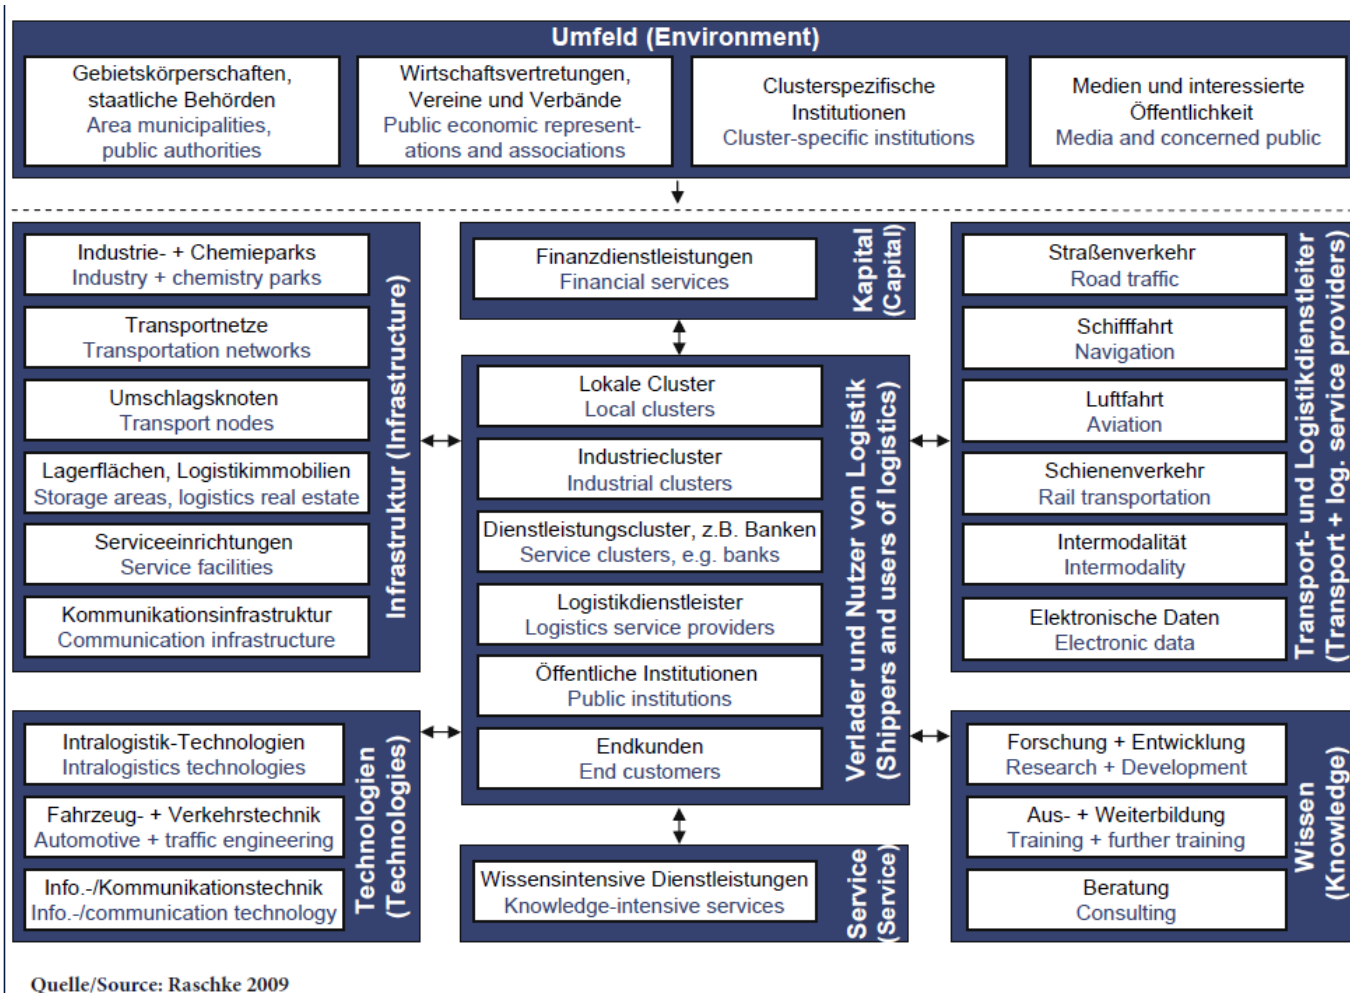 Umfeld (Environment)
Gebietskörperschaften,
staatliche Behörden
Area municipalities,
public authorities
Wirtschaftsvertretungen,
Vereine und Verbände
Public economic represent-
ations and associations
Clusterspezifische
Institutionen
Cluster-specific institutions
Medien und interessierte
Öffentlichkeit
Media and concerned public
Industrie- + Chemieparks
Industry + chemistry parks
Transportnetze
Transportation networks
Umschlagsknoten
Transport nodes
Lagerflächen, Logistikimmobilien
Storage areas, logistics real estate
Serviceeinrichtungen
Service facilities
Kommunikationsinfrastruktur
Communication infrastructure
Infrastruktur (Infrastructure)
Finanzdienstleistungen
Financial services
Kapital
(Capital)
Lokale Cluster
Local clusters
Industriecluster
Industrial clusters
Dienstleistungscluster, z.B. Banken
Service clusters, e.g. banks
Logistikdienstleister
Logistics service providers
Öffentliche Institutionen
Public institutions
Endkunden
End customers
Verlader und Nutzer von Logistik
(Shippers and users of logistics)
Straßenverkehr
Road traffic
Schifffahrt
Navigation
Luftfahrt
Aviation
Schienenverkehr
Rail transportation
Intermodalität
Intermodality
Elektronische Daten
Electronic data
Transport- und Logistikdienstleiter
(Transport + log. service providers)
Intralogistik-Technologien
Intralogistics technologies
Fahrzeug- + Verkehrstechnik
Automotive + traffic engineering
Info.-/Kommunikationstechnik
Info.-/communication technology
Technologien
(Technologies)
Wissensintensive Dienstleistungen
Knowledge-intensive services
Service
(Service)
Forschung + Entwicklung
Research + Development
Aus- + Weiterbildung
Training + further training
Beratung
Consulting
Wissen
(Knowledge)
Quelle/Source: Raschke 2009